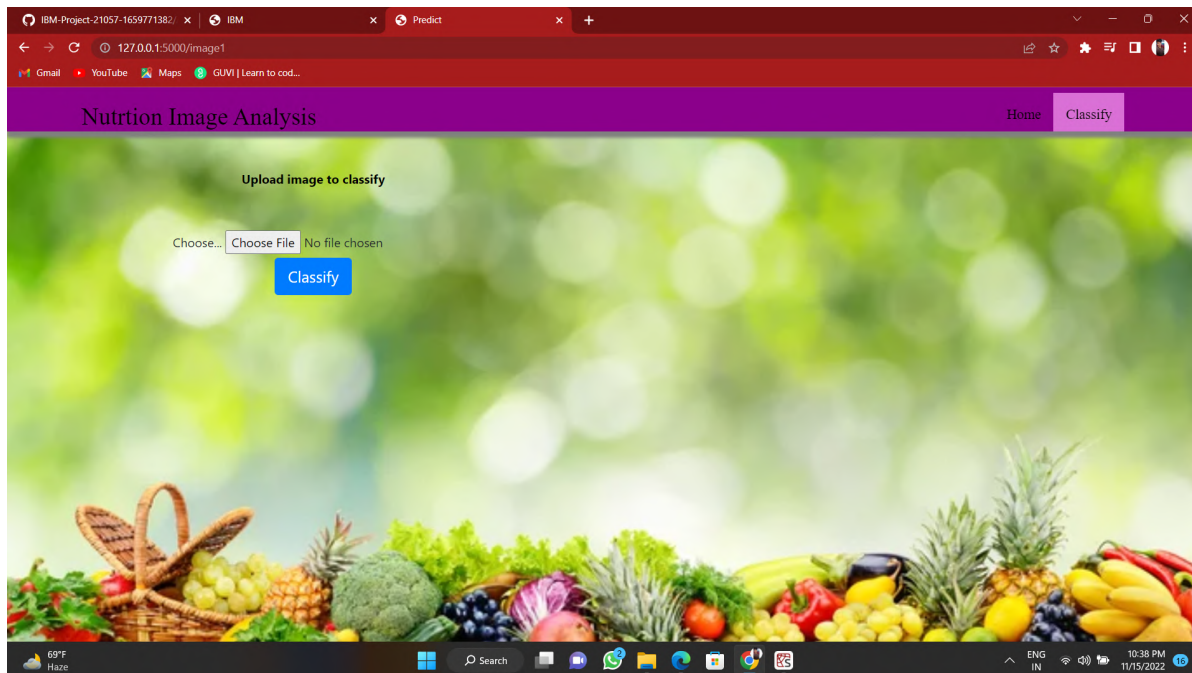 IBM-Project-21057-1659771382/
IBM
Predict
127.0.0.1:5000/image1
Gmail
YouTube
Maps
GUVI | Learn to cod...
Nutrtion Image Analysis
Home
Classify
Upload image to classify
Choose... Choose File No file chosen
Classify
69°F
Haze
Search
2
ENG
IN
10:38 PM
11/15/2022
16